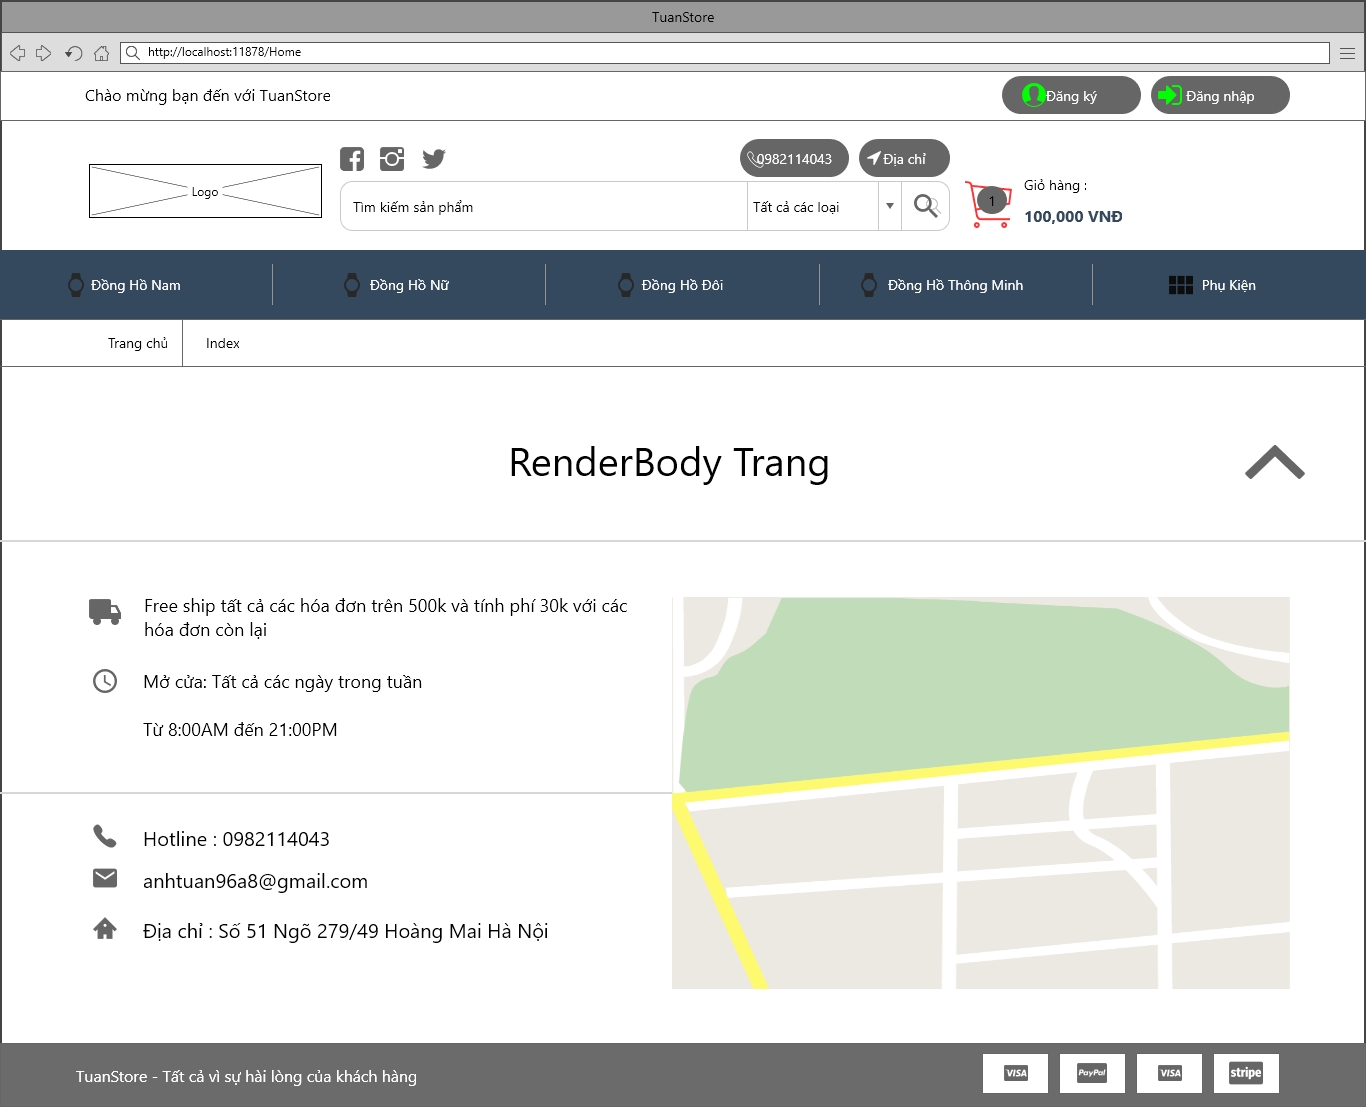 TuanStore
http://localhost:11878/Home
Chào mừng bạn đến với TuanStore
Đăng ký
Đăng nhập
0982114043
Địa chỉ
Logo
Tìm kiếm sản phẩm
Tất cả các loại
1
Giỏ hàng :
100,000 VNĐ
Đồng Hồ Nam
Đồng Hồ Nữ
Đồng Hồ Đôi
Đồng Hồ Thông Minh
Phụ Kiện
Trang chủ
Index
RenderBody Trang
Free ship tất cả các hóa đơn trên 500k và tính phí 30k với các
hóa đơn còn lại
Mở cửa: Tất cả các ngày trong tuần
Từ 8:00AM đến 21:00PM
Hotline : 0982114043
anhtuan96a8@gmail.com
Địa chỉ : Số 51 Ngõ 279/49 Hoàng Mai Hà Nội
TuanStore - Tất cả vì sự hài lòng của khách hàng
VISA
PayPal
VISA
stripe